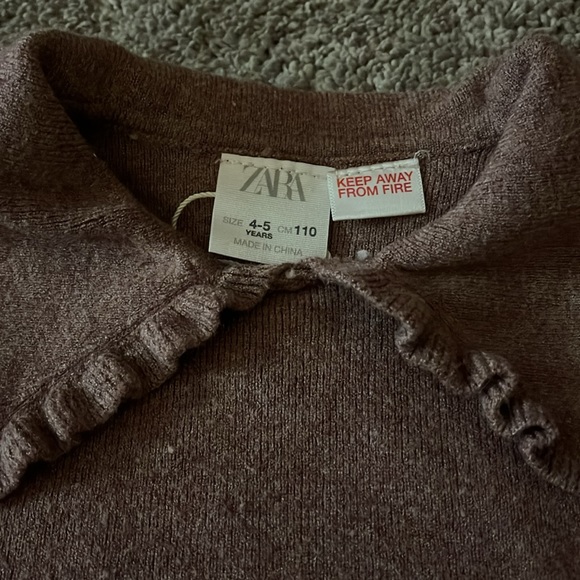 ZARA
SIZE 4-5 YEARS CM 110
MADE IN CHINA
KEEP AWAY
FROM FIRE